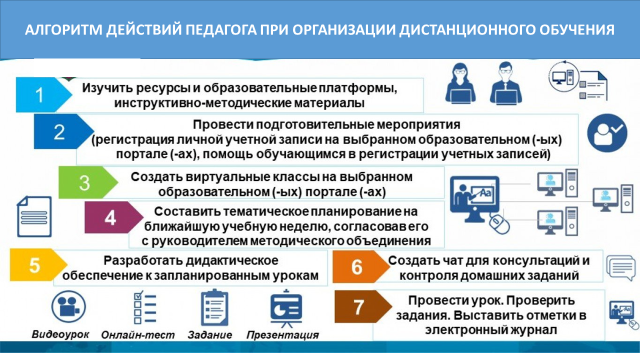 АЛГОРИТМ ДЕЙСТВИЙ ПЕДАГОГА ПРИ ОРГАНИЗАЦИИ ДИСТАНЦИОННОГО ОБУЧЕНИЯ
1
Изучить ресурсы и образовательные платформы,
инструктивно-методические материалы
2
Провести подготовительные мероприятия
(регистрация личной учетной записи на выбранном образовательном (-ых)
портале (-ах), помощь обучающимся в регистрации учетных записей)
3
Создать виртуальные классы на выбранном
образовательном (-ых) портале (-ах)
4
Составить тематическое планирование на
ближайшую учебную неделю, согласовав его
с руководителем методического объединения
Aa
5
Разработать дидактическое
обеспечение к запланированным урокам
6
Создать чат для консультаций и
контроля домашних заданий
7
Провести урок. Проверить
задания. Выставить отметки в
электронный журнал
Видеоурок
Онлайн-тест
Задание
Презентация